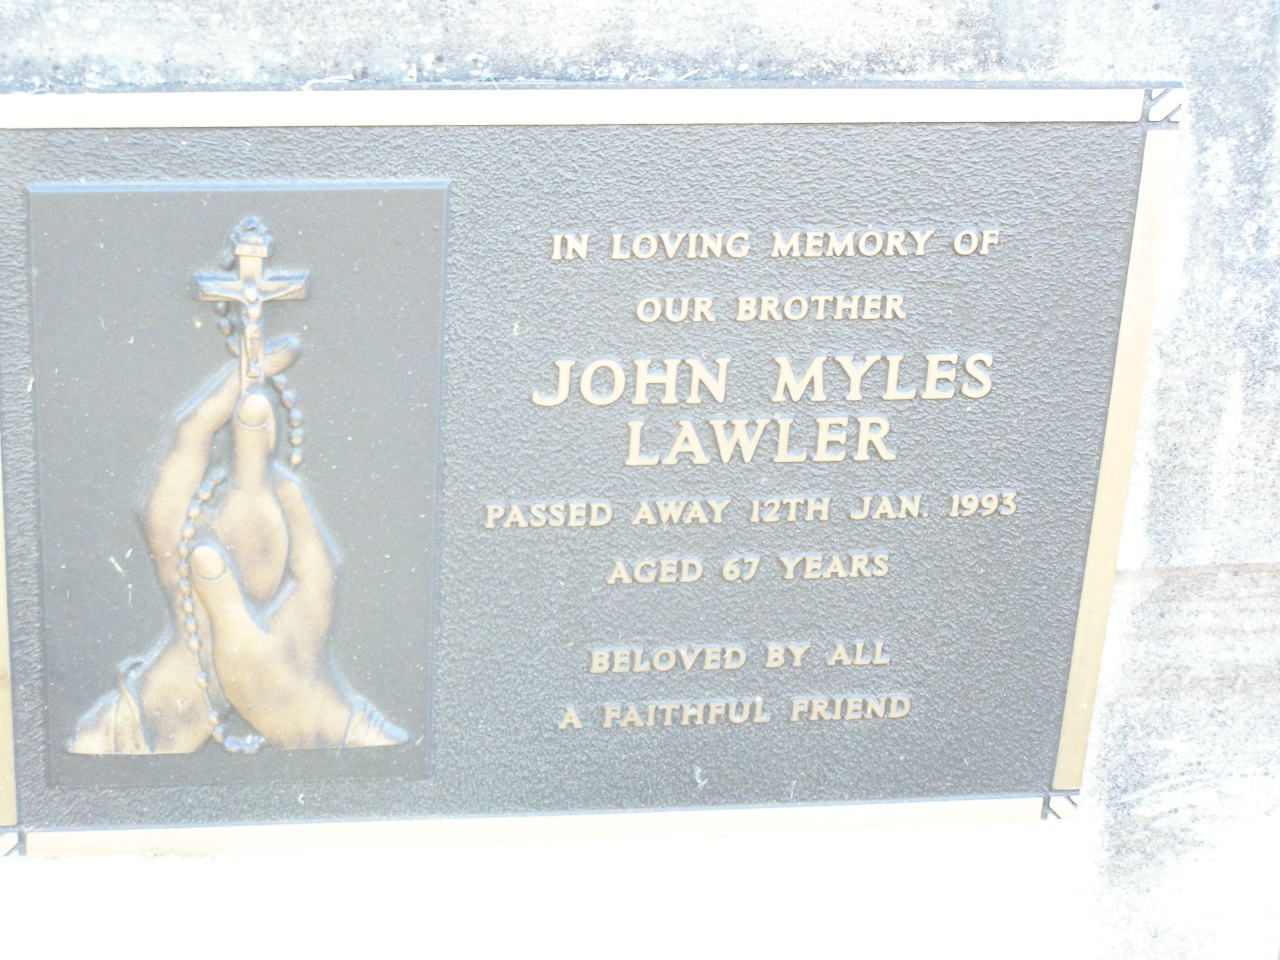 IN LOVING MEMORY OF
OUR BROTHER
JOHN MYLES
LAWLER
PASSED AWAY 12TH JAN. 1993
AGED 67 YEARS
BELOVED BY ALL
A FAITHFUL FRIEND